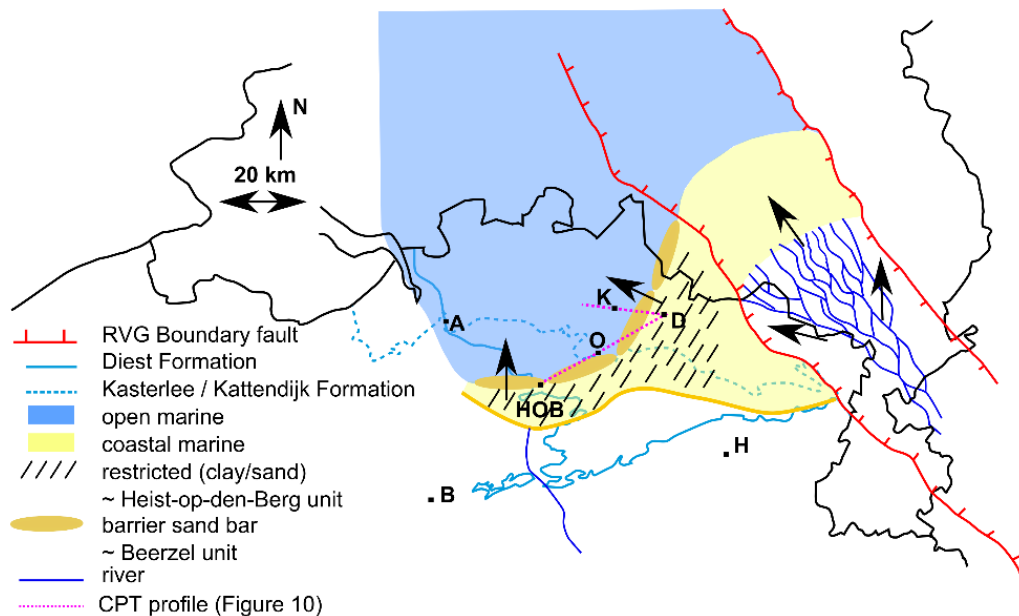 N
20 km
K
A
D
O
HOB
H
B
RVG Boundary fault
Diest Formation
Kasterlee / Kattendijk Formation
open marine
coastal marine
restricted (clay/sand)
~ Heist-op-den-Berg unit
barrier sand bar
~ Beerzel unit
river
CPT profile (Figure 10)